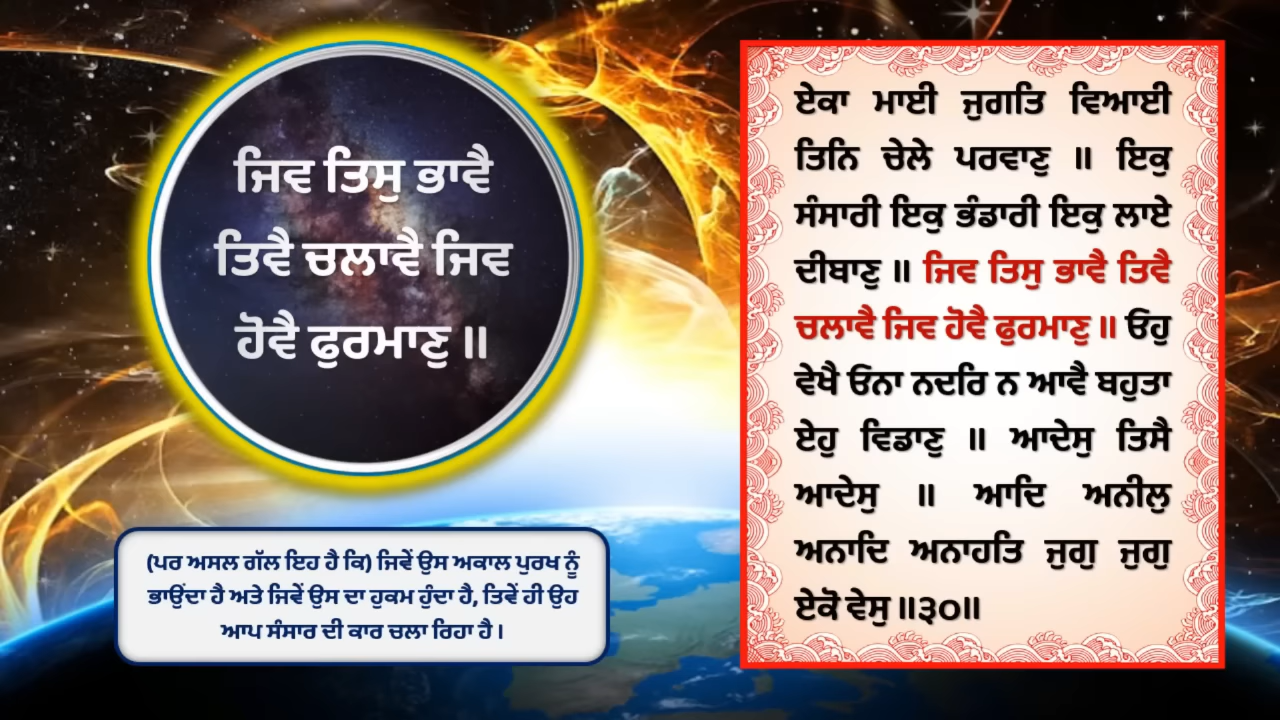 ਜਿਵ ਤਿਸੁ ਭਾਵੈ
ਤਿਵੈ ਚਲਾਵੈ ਜਿਵ
ਹੋਵੈ ਫੁਰਮਾਣੁ ॥
(ਪਰ ਅਸਲ ਗੱਲ ਇਹ ਹੈ ਕਿ) ਜਿਵੇਂ ਉਸ ਅਕਾਲ ਪੁਰਖ ਨੂੰ
ਭਾਉਂਦਾ ਹੈ ਅਤੇ ਜਿਵੇਂ ਉਸ ਦਾ ਹੁਕਮ ਹੁੰਦਾ ਹੈ, ਤਿਵੇਂ ਹੀ ਉਹ
ਆਪ ਸੰਸਾਰ ਦੀ ਕਾਰ ਚਲਾ ਰਿਹਾ ਹੈ।
ਏਕਾ ਮਾਈ ਜੁਗਤਿ ਵਿਆਈ
ਤਿਨਿ ਚੇਲੇ ਪਰਵਾਣੁ ॥ ਇਕੁ
ਸੰਸਾਰੀ ਇਕੁ ਭੰਡਾਰੀ ਇਕੁ ਲਾਏ
ਦੀਬਾਣੁ ॥ ਜਿਵ ਤਿਸੁ ਭਾਵੈ ਤਿਵੈ
ਚਲਾਵੈ ਜਿਵ ਹੋਵੈ ਫੁਰਮਾਣੁ ॥ ਓਹੁ
ਵੇਖੈ ਓਨਾ ਨਦਰਿ ਨ ਆਵੈ ਬਹੁਤਾ
ਏਹੁ ਵਿਡਾਣੁ ॥ ਆਦੇਸੁ ਤਿਸੈ
ਆਦੇਸੁ ॥ ਆਦਿ ਅਨੀਲੁ
ਅਨਾਦਿ ਅਨਾਹਤਿ ਜੁਗੁ ਜੁਗੁ
ਏਕੋ ਵੇਸੁ ॥੩੦॥